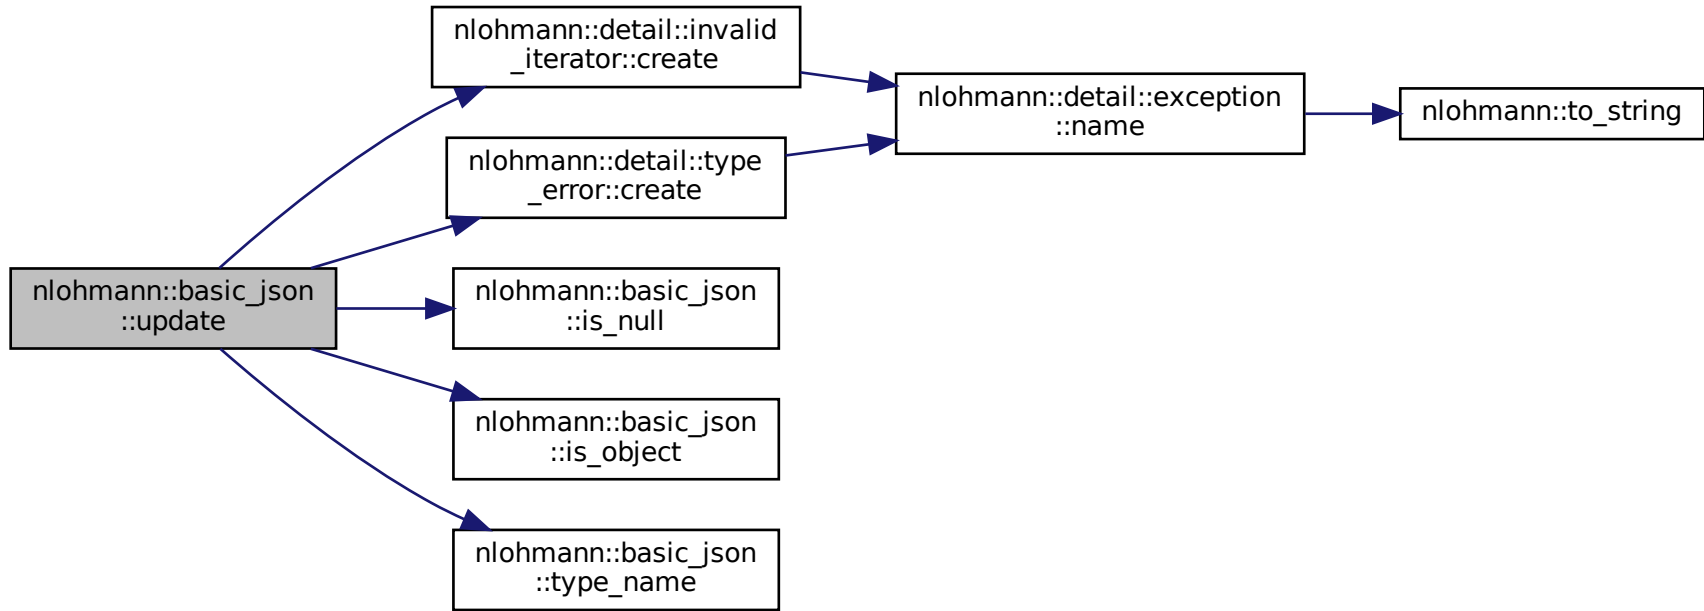 nlohmann::detail::invalid
_iterator::create
nlohmann::detail::exception
::name
nlohmann::to_string
nlohmann::detail::type
_error::create
nlohmann::basic_json
::update
nlohmann::basic_json
::is_null
nlohmann::basic_json
::is_object
nlohmann::basic_json
::type_name